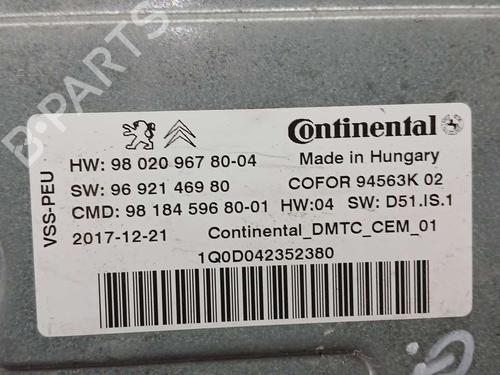 B-PARTS
Continental
HW: 98 020 967 80-04
Made in Hungary
SW: 96 921 469 80
COFOR 94563K 02
CMD: 98 184 596 80-01 HW:04 SW: D51.IS.1
2017-12-21 Continental_DMTC_CEM_01
1Q0D042352380
VSS-PEU